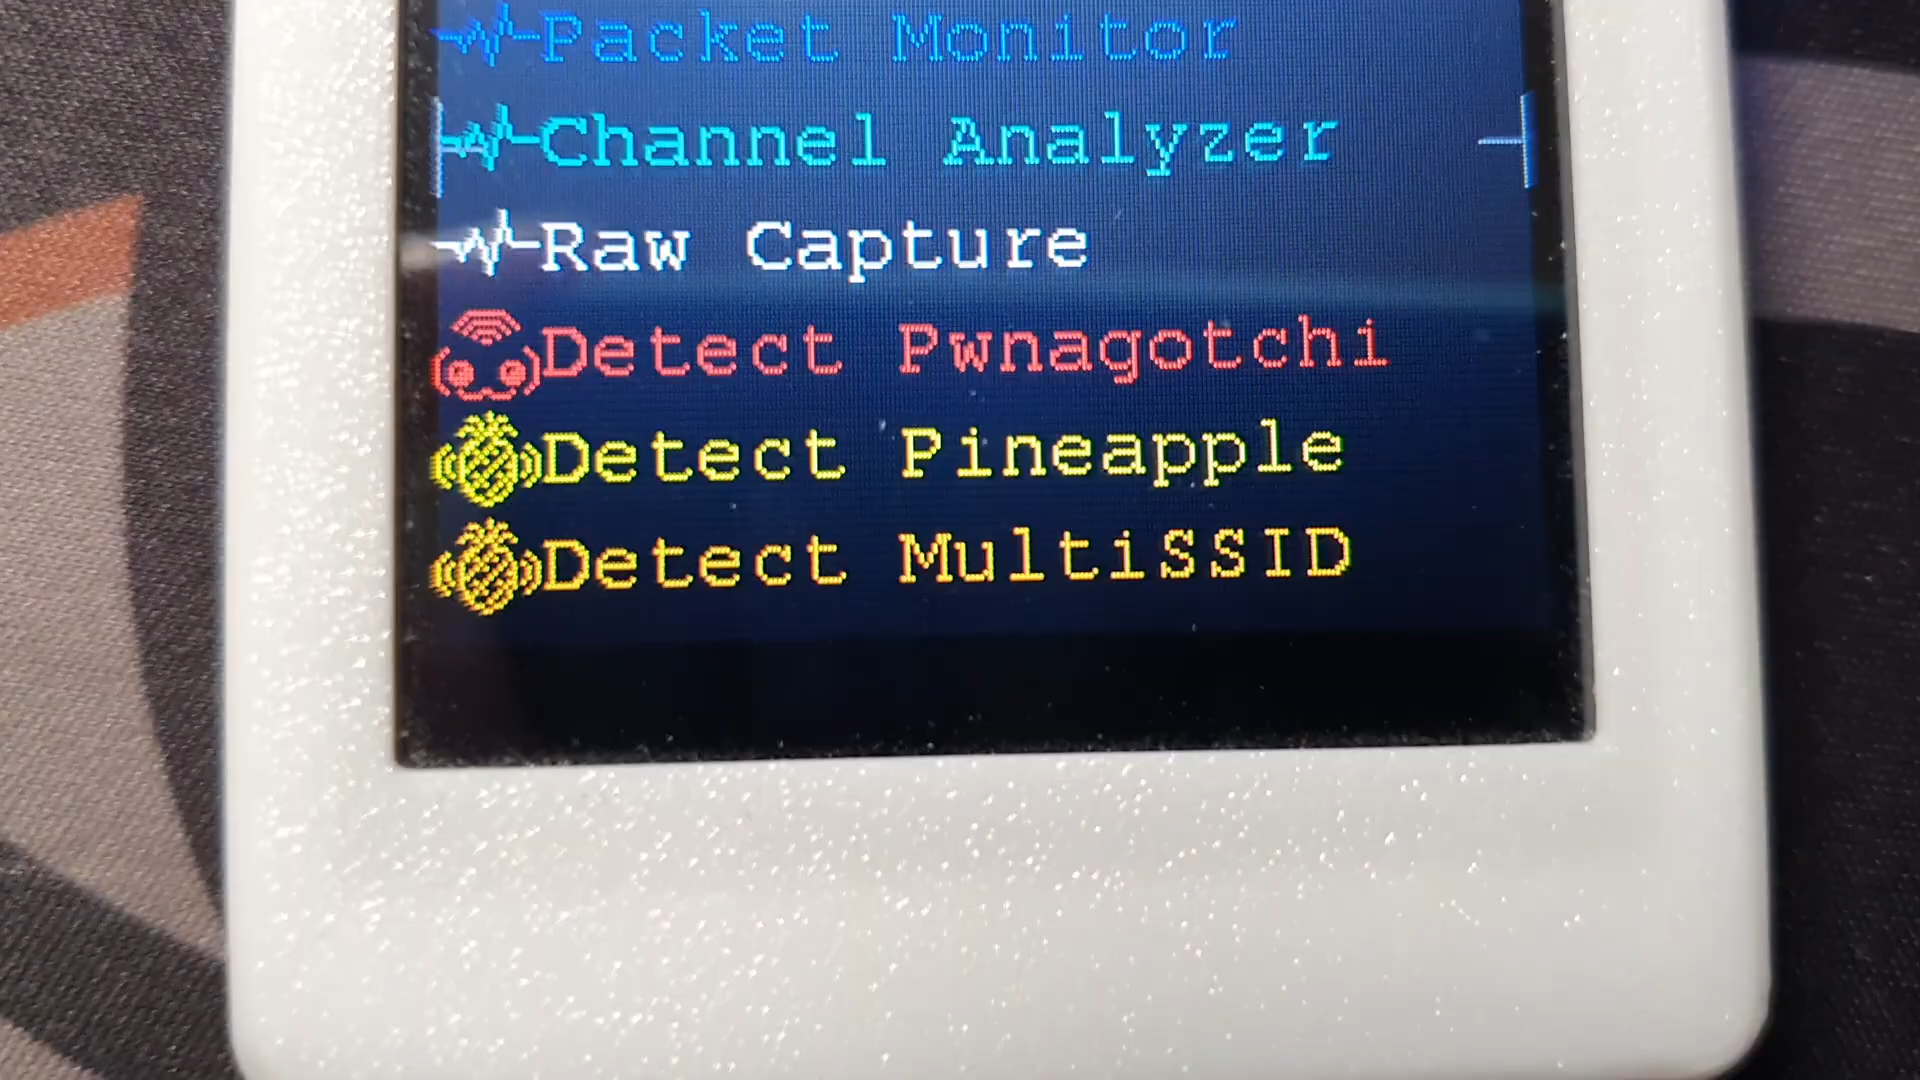 Packet Monitor
Channel Analyzer
Raw Capture
Detect Pwnagotchi
Detect Pineapple
Detect MultiSSID